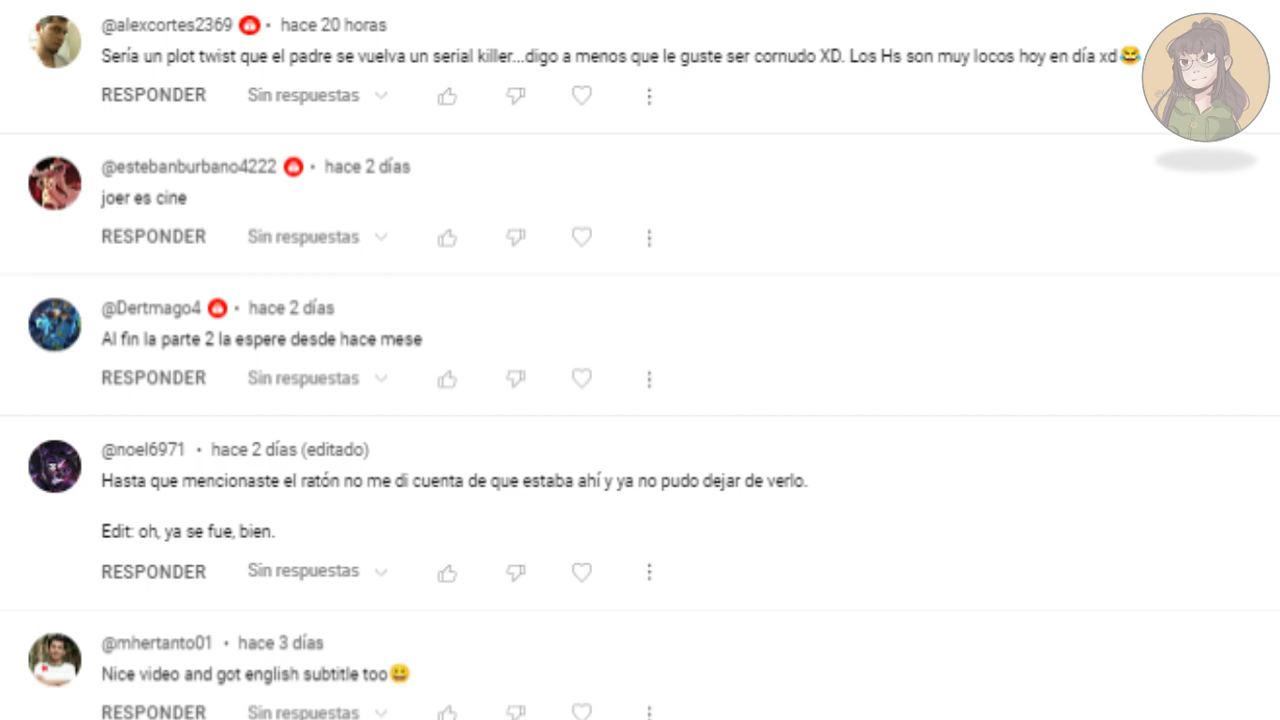 @alexcortes2369 • hace 20 horas
Sería un plot twist que el padre se vuelva un serial killer...digo a menos que le guste ser cornudo XD. Los Hs son muy locos hoy en día xd😂
RESPONDER Sin respuestas
@estebanburbano4222 • hace 2 días
joer es cine
RESPONDER Sin respuestas
@Dertmago4 • hace 2 días
Al fin la parte 2 la espere desde hace mese
RESPONDER Sin respuestas
@noel6971 • hace 2 días (editado)
Hasta que mencionaste el ratón no me di cuenta de que estaba ahí y ya no pudo dejar de verlo.
Edit: oh, ya se fue, bien.
RESPONDER Sin respuestas
@mhertanto01 • hace 3 días
Nice video and got english subtitle too😀
RESPONDER Sin respuestas